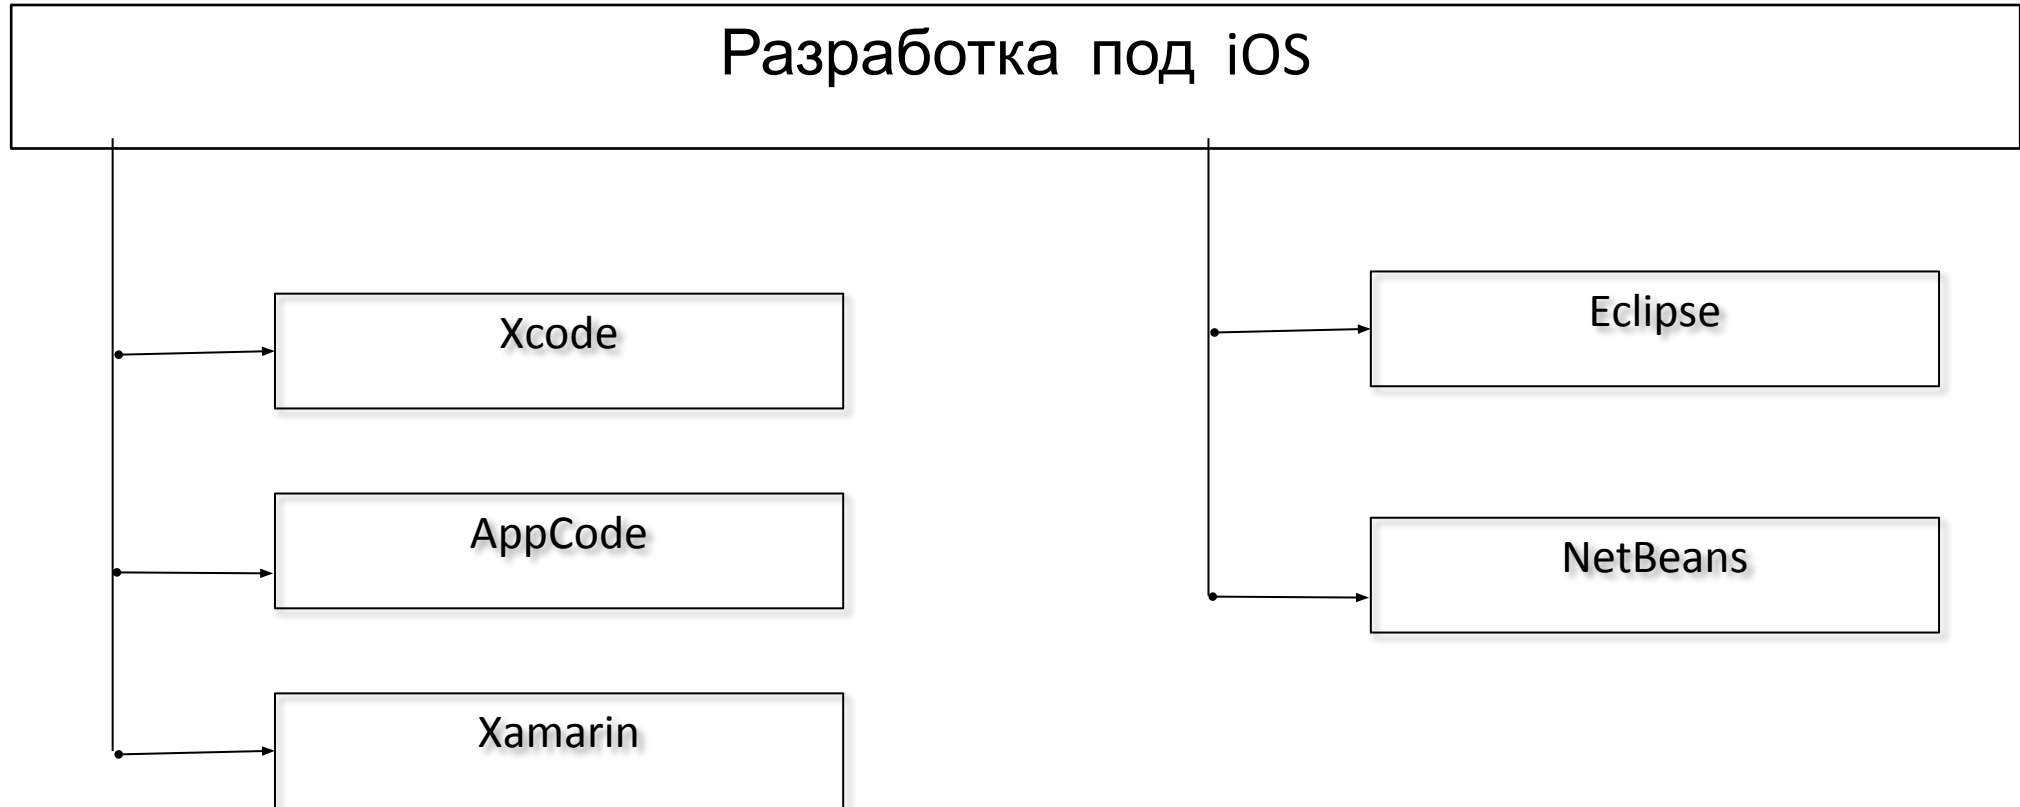 Разработка под iOS
Xcode
AppCode
Xamarin
Eclipse
NetBeans